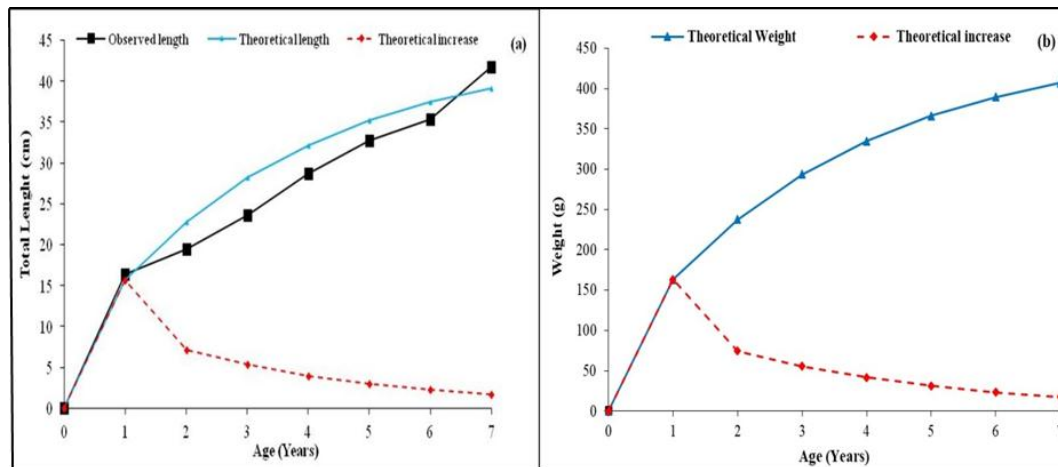 Observed length Theoretical length Theoretical increase (a)
45
40
35
30
25
20
15
10
5
0
Total Lenght (cm)
0 1 2 3 4 5 6 7
Age (Years)
Theoretical Weight Theoretical increase (b)
450
400
350
300
250
200
150
100
50
0
Weight (g)
0 1 2 3 4 5 6
Age (Years)